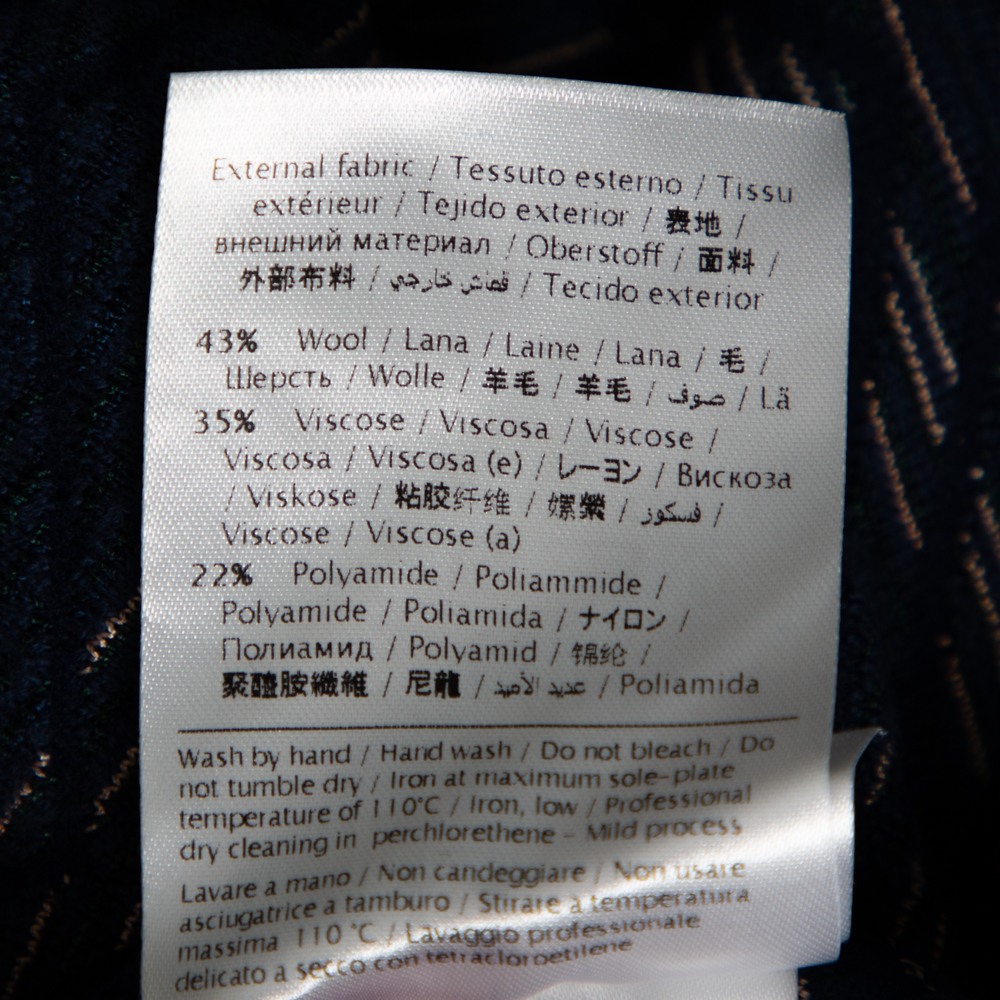 External fabric / Tessuto esterno / Tissu
extérieur / Tejido exterior / 表地 /
внешний материал / Oberstoff / 面料 /
外部布料 / قماش خارجي / Tecido exterior
43% Wool / Lana / Laine / Lana / 毛 /
Шерсть / Wolle / 羊毛 / 羊毛 / صوف / Lä
35% Viscose / Viscosa / Viscose /
Viscosa / Viscosa (e) / レーヨン / Вискоза
/ Viskose / 粘胶纤维 / 嫘縈 / فسكوز /
Viscose / Viscose (a)
22% Polyamide / Poliammide /
Polyamide / Poliamida / ナイロン /
Полиамид / Polyamid / 锦纶 /
聚醯胺纖維 / 尼龍 / عديد الأميد / Poliamida
Wash by hand / Hand wash / Do not bleach / Do
not tumble dry / Iron at maximum sole-plate
temperature of 110°C / Iron, low / Professional
dry cleaning in perchlorethene - Mild process
Lavare a mano / Non candeggiare / Non usare
asciugatrice a tamburo / Stirare a temperatura
massima 110 °C / Lavaggio professionale
delicato a secco con tetracloroetilene